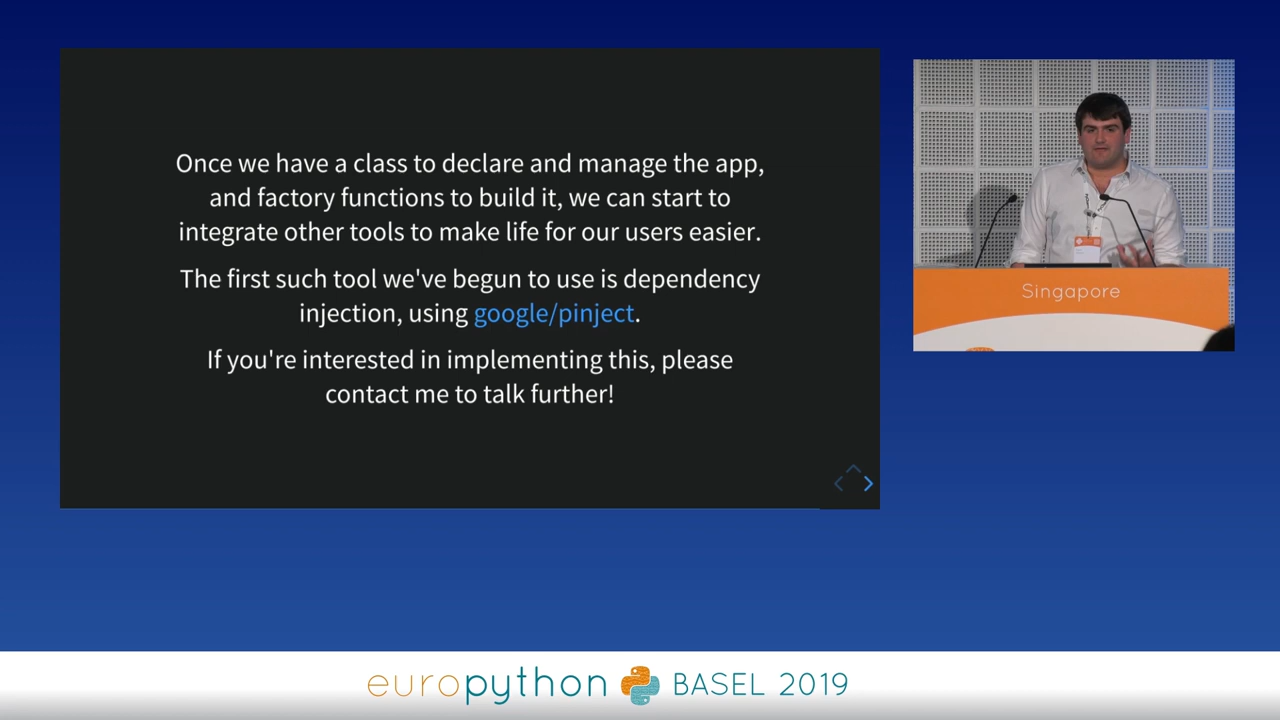 Once we have a class to declare and manage the app,
and factory functions to build it, we can start to
integrate other tools to make life for our users easier.
The first such tool we've begun to use is dependency
injection, using google/pinject.
If you're interested in implementing this, please
contact me to talk further!
Singapore
europython BASEL 2019